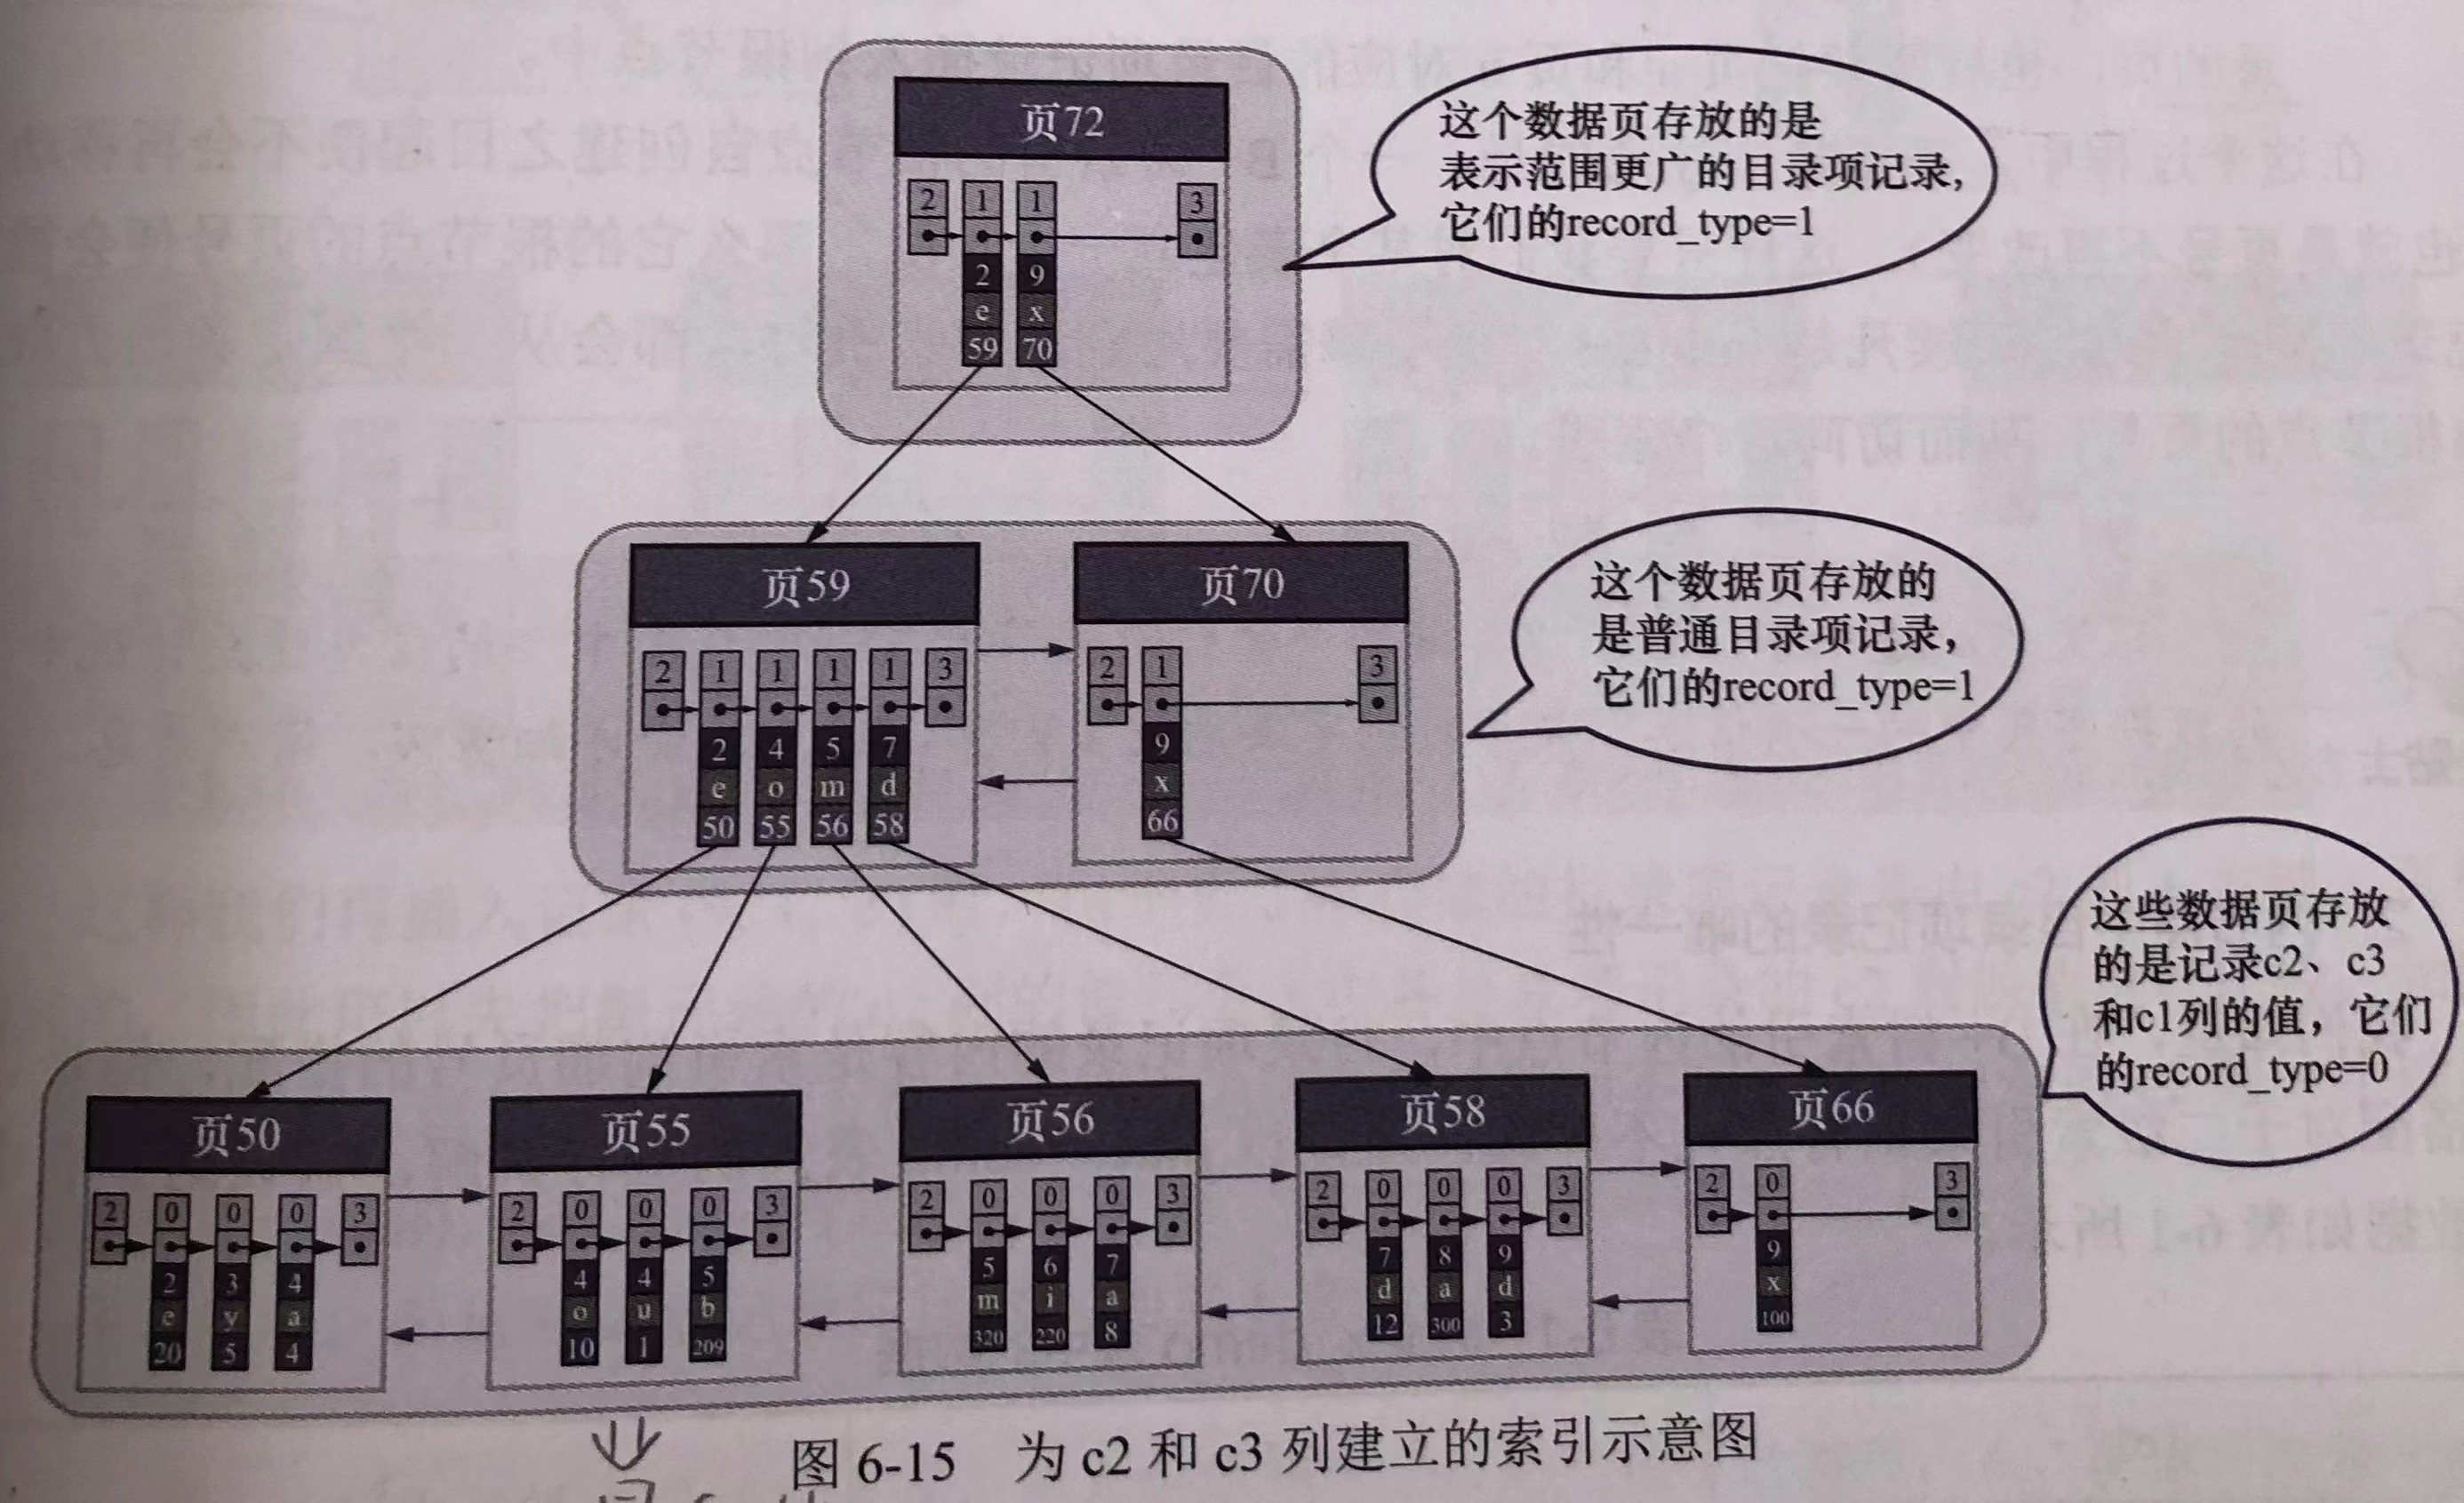 页72
这个数据页存放的是
表示范围更广的目录项记录,
它们的record_type=1
2 1 1 3
2 9
e x
59 70
页59 页70
这个数据页存放的
是普通目录项记录，
它们的record_type=1
2 1 1 1 1 3 2 1 3
2 4 5 7 9
e o m d x
50 55 56 58 66
这些数据页存放
的是记录c2、c3
和c1列的值，它们
的record_type=0
页50 页55 页56 页58 页66
2 0 0 0 3 2 0 0 0 3 2 0 0 0 3 2 0 0 0 3 2 0 3
2 3 4 4 4 5 5 6 7 7 8 9 9
e y a o u b m i a d a d x
20 5 4 10 1 209 320 220 8 12 300 3 100
图 6-15 为 c2 和 c3 列建立的索引示意图